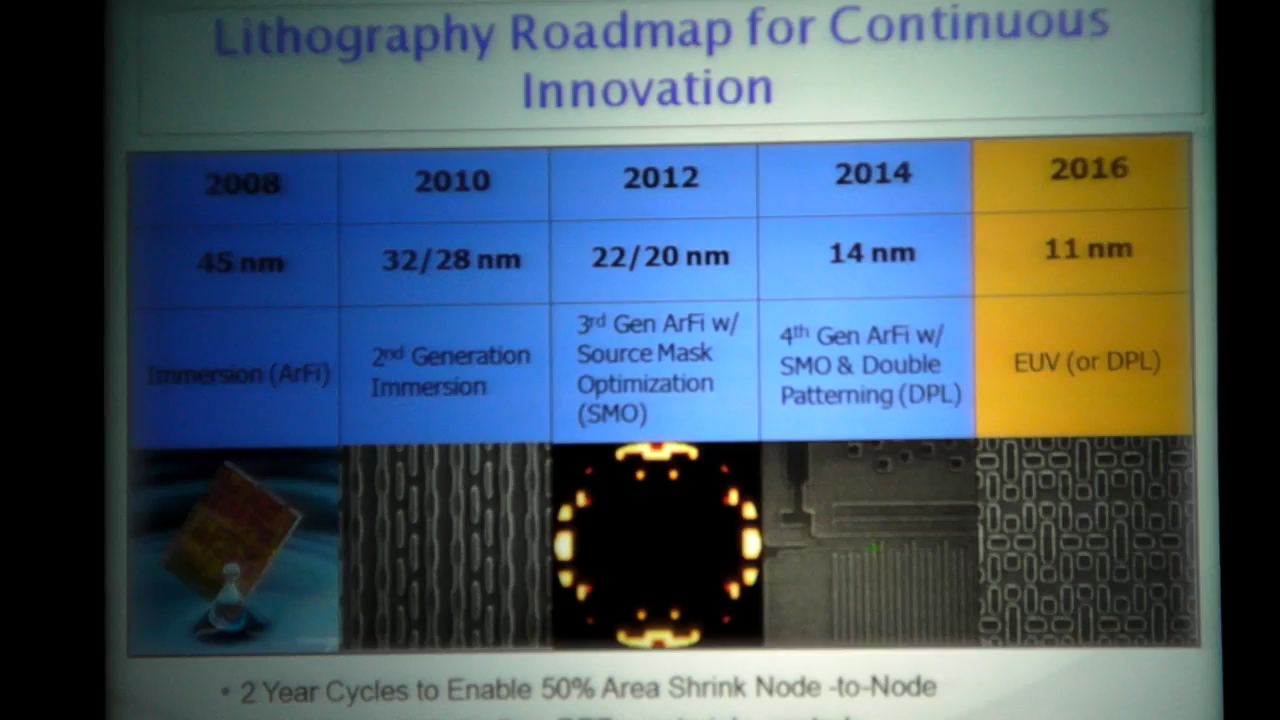 Lithography Roadmap for Continuous
Innovation
2008
2010
2012
2014
2016
45 nm
32/28 nm
22/20 nm
14 nm
11 nm
Immersion (ArFi)
2nd Generation
Immersion
3rd Gen ArFi w/
Source Mask
Optimization
(SMO)
4th Gen ArFi w/
SMO & Double
Patterning (DPL)
EUV (or DPL)
• 2 Year Cycles to Enable 50% Area Shrink Node -to-Node